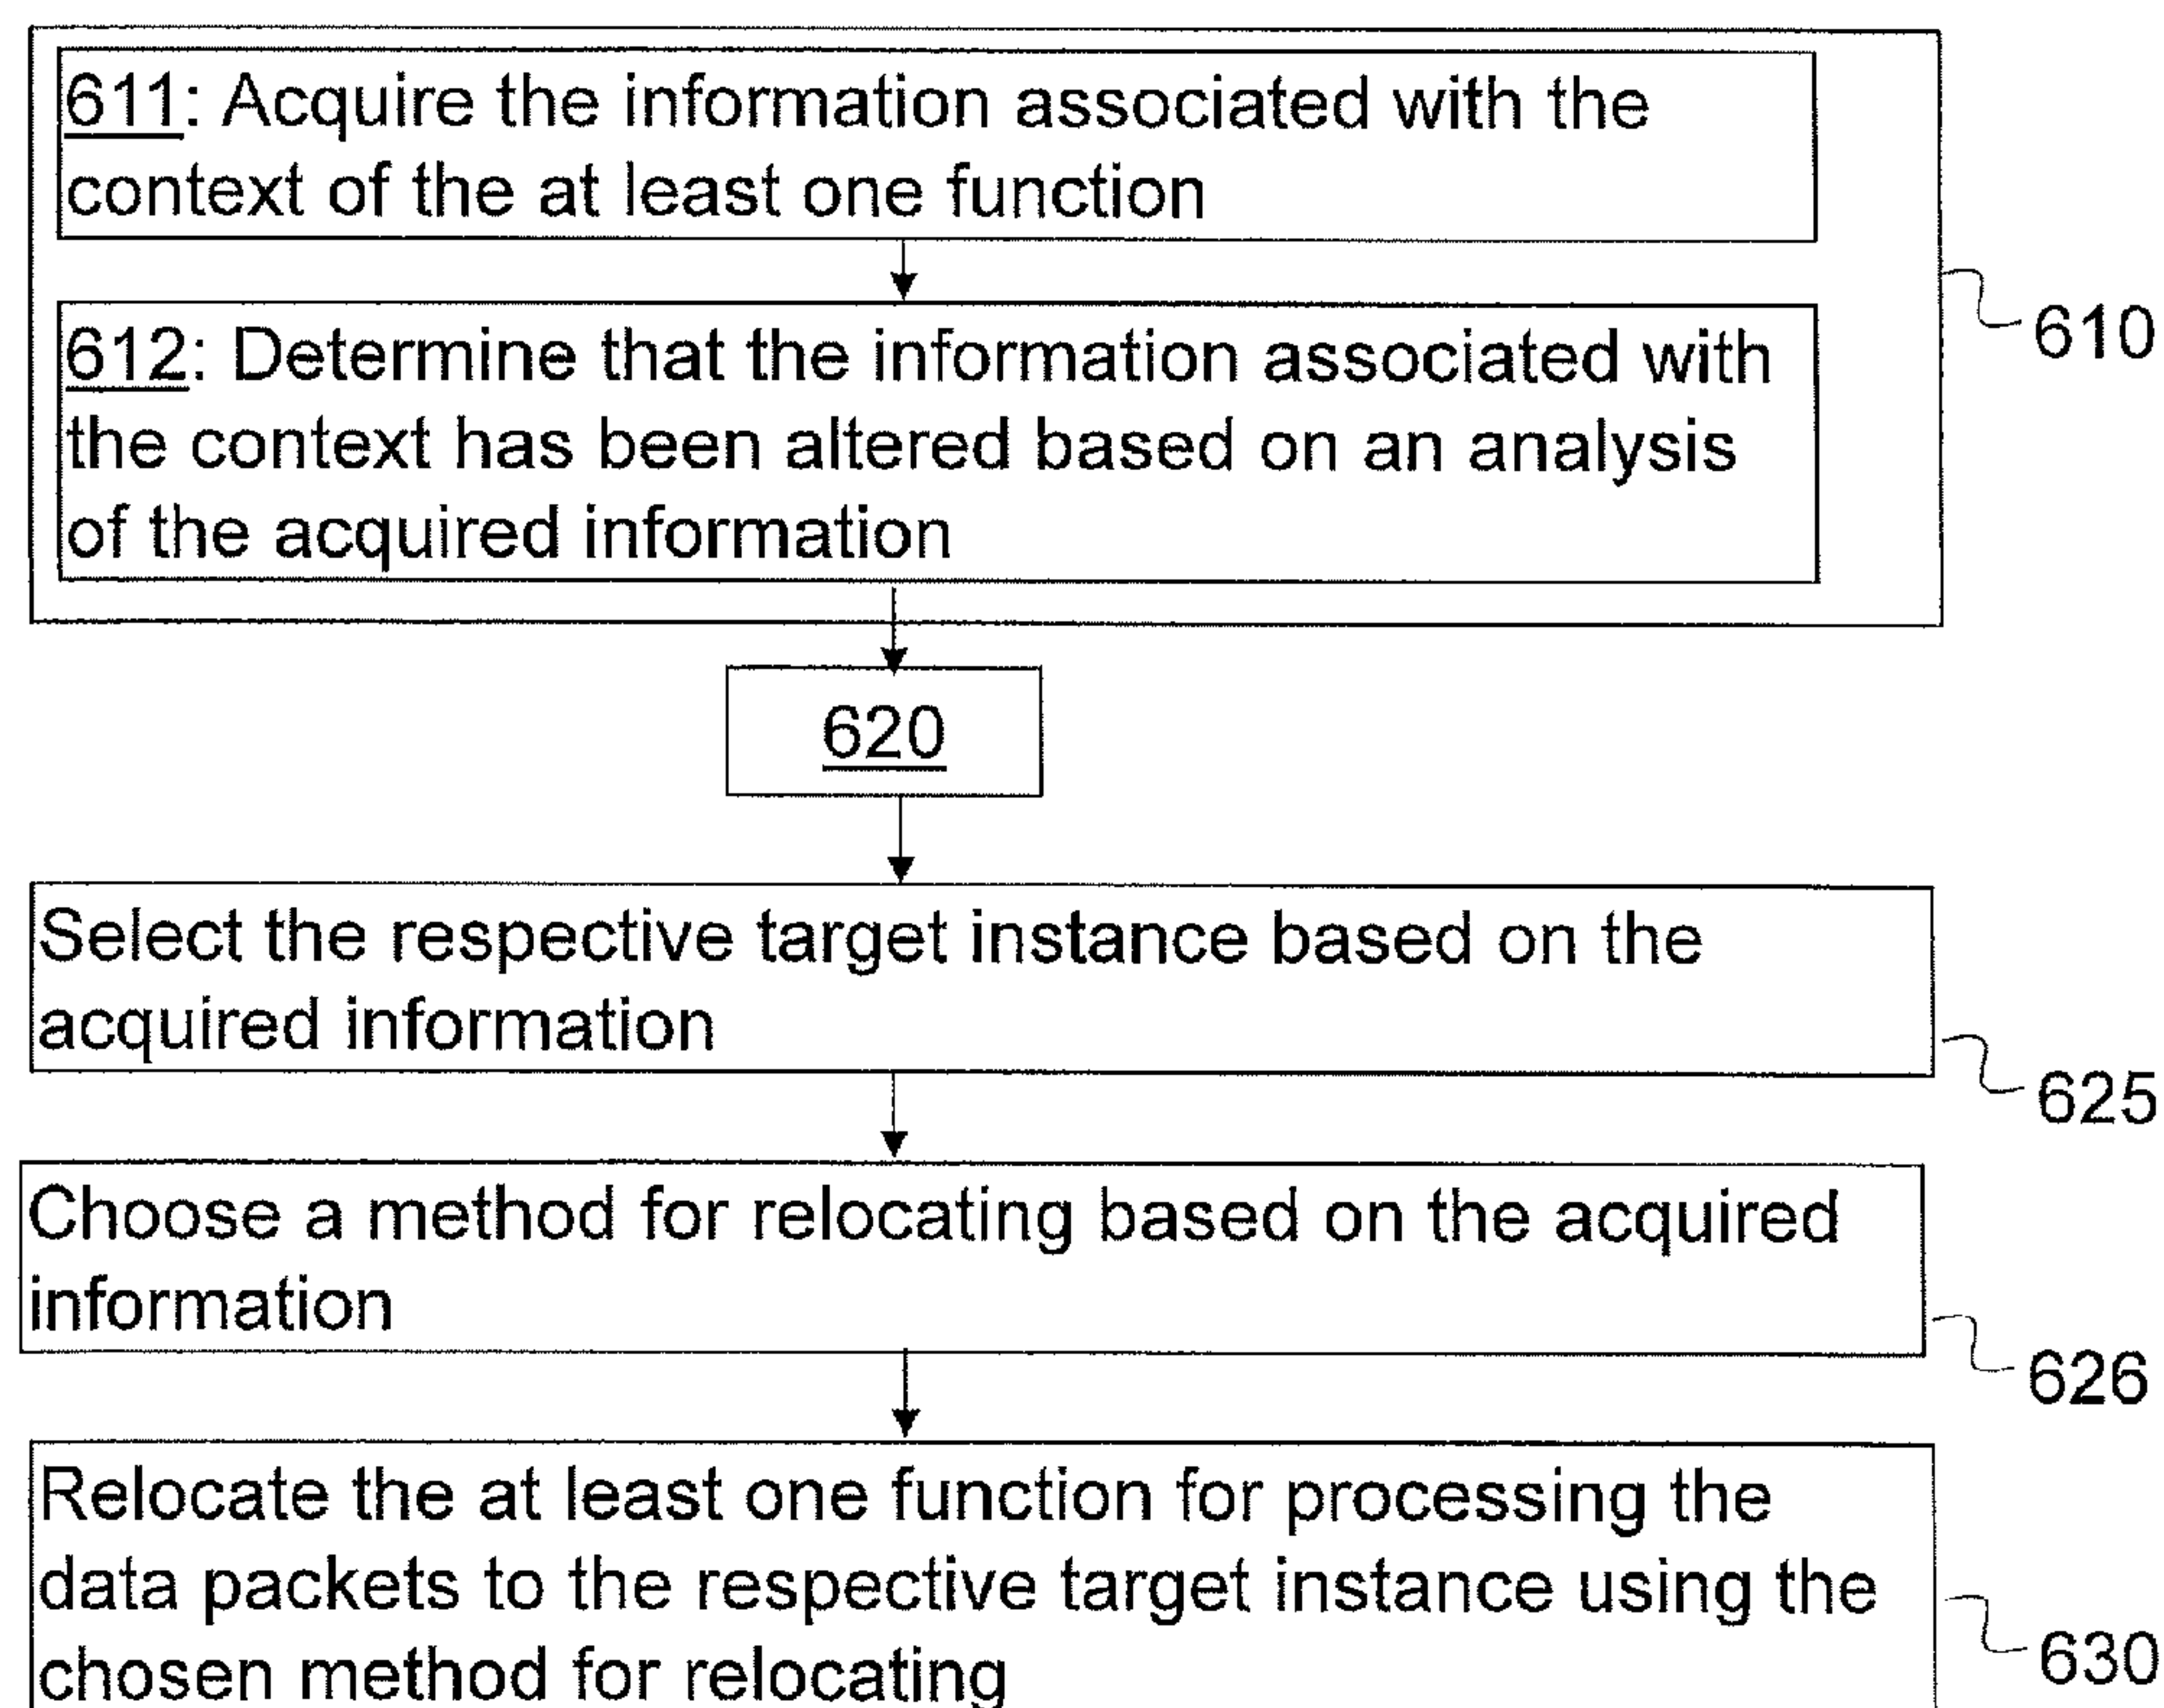 611: Acquire the information associated with the
context of the at least one function
612: Determine that the information associated with
the context has been altered based on an analysis
of the acquired information
610
620
Select the respective target instance based on the
acquired information
625
Choose a method for relocating based on the acquired
information
626
Relocate the at least one function for processing the
data packets to the respective target instance using the
chosen method for relocating
630